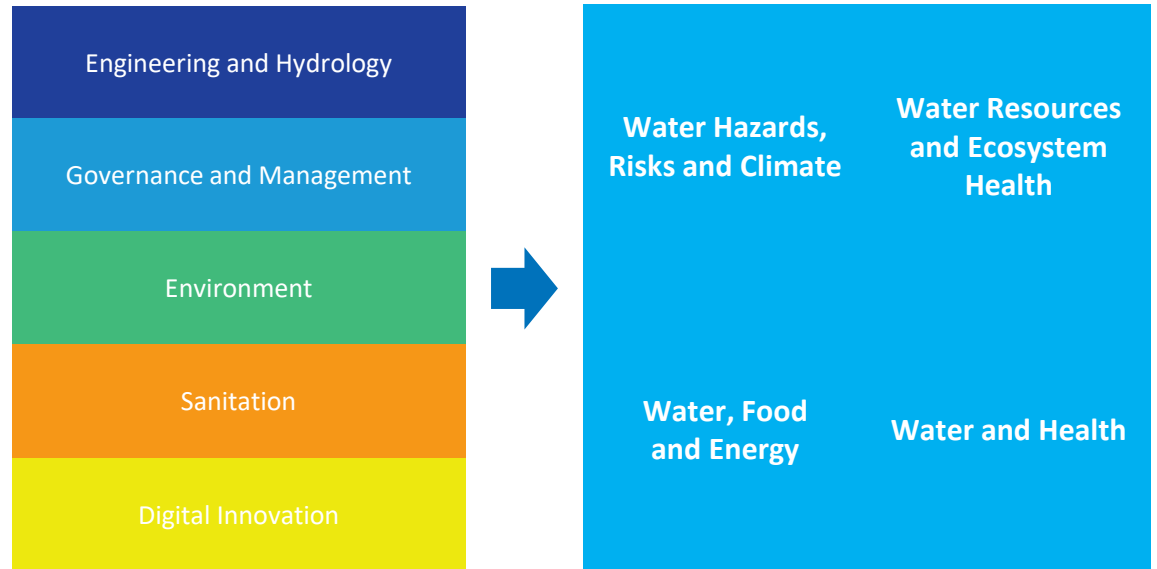 Engineering and Hydrology
Governance and Management
Environment
Sanitation
Digital Innovation
Water Hazards,
Risks and Climate
Water Resources
and Ecosystem
Health
Water, Food
and Energy
Water and Health